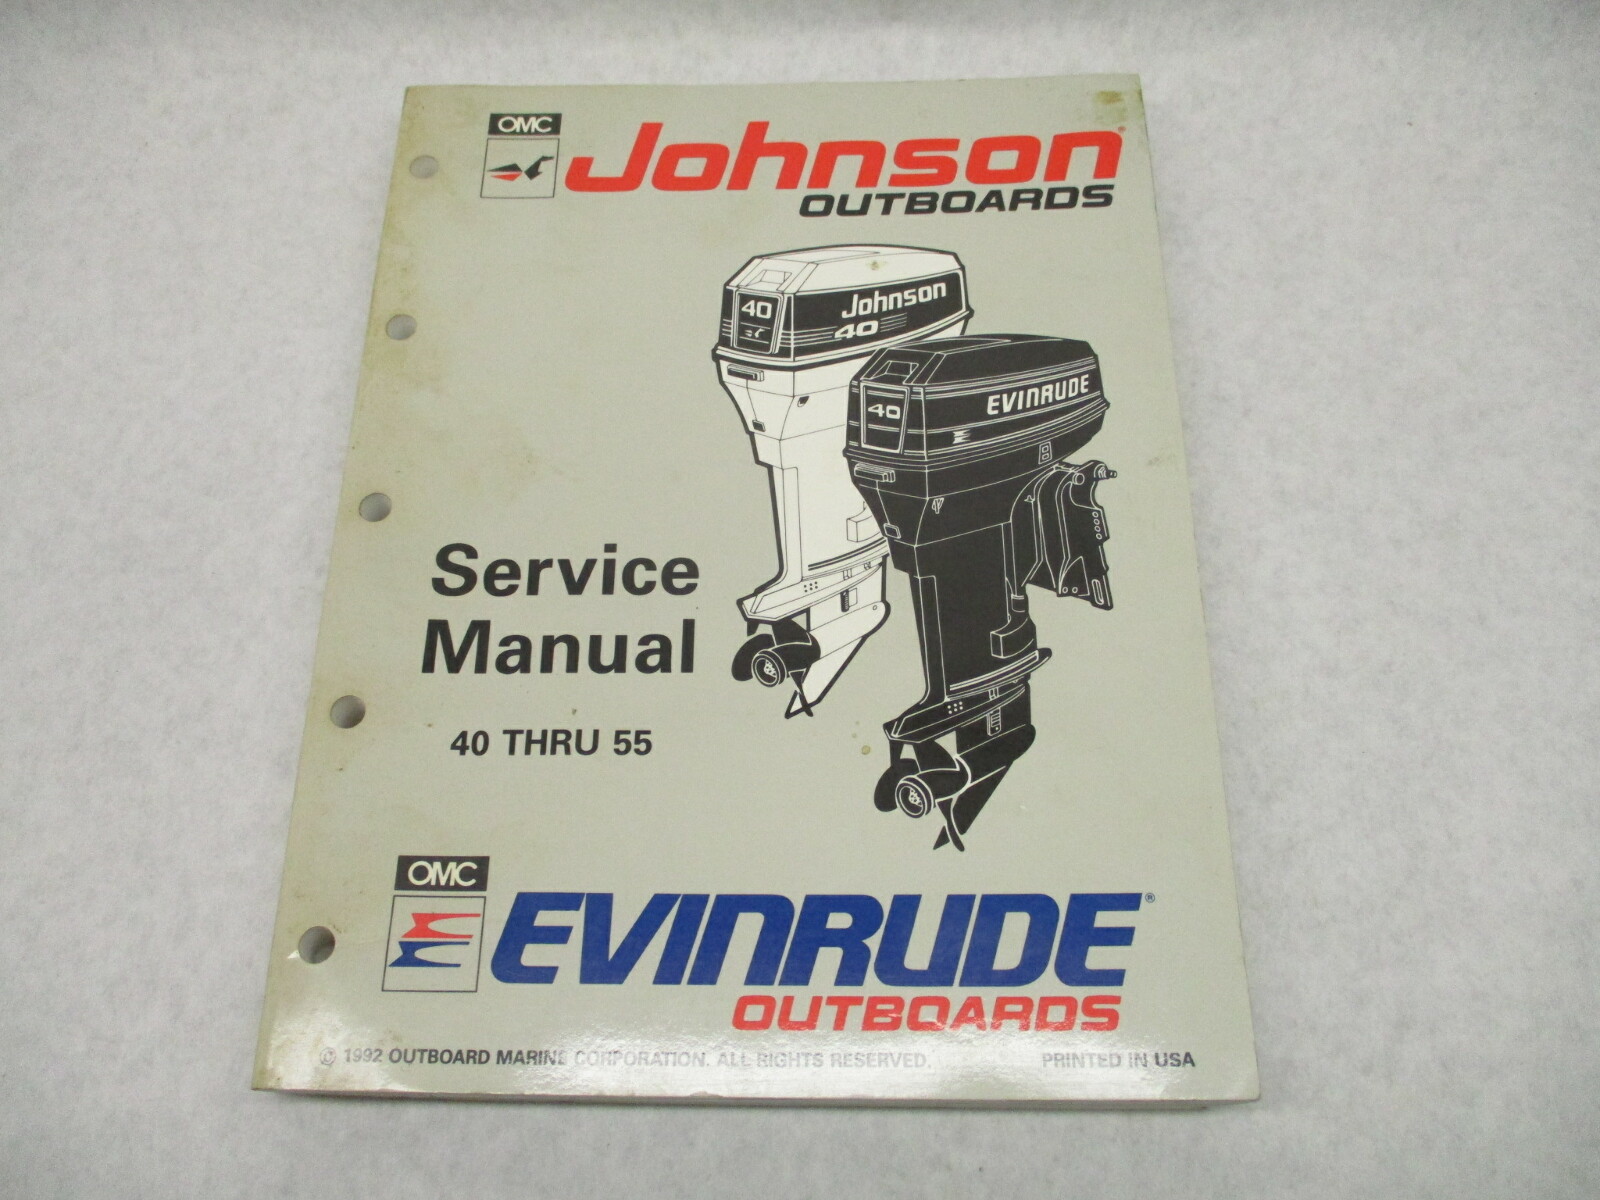 OMC
Johnson®
OUTBOARDS
40
Johnson
40
40
EVINRUDE
Service
Manual
40 THRU 55
OMC
EVINRUDE®
OUTBOARDS
© 1992 OUTBOARD MARINE CORPORATION. ALL RIGHTS RESERVED. PRINTED IN USA